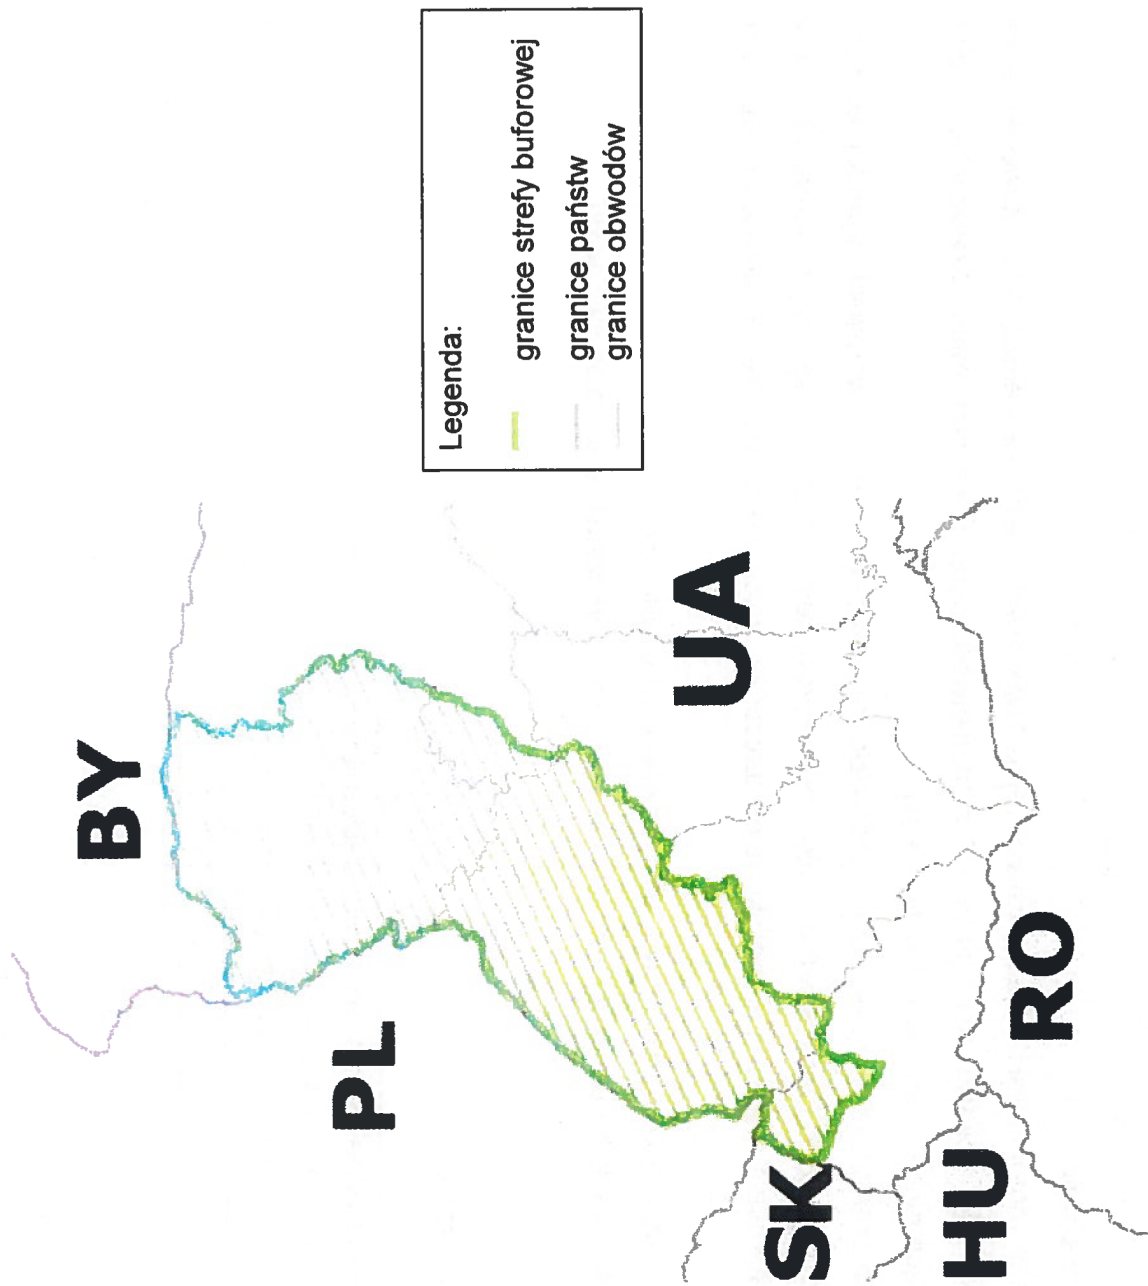 BY
PL
UA
SK
HU
RO
Legenda:
granice strefy buforowej
granice państw
granice obwodów